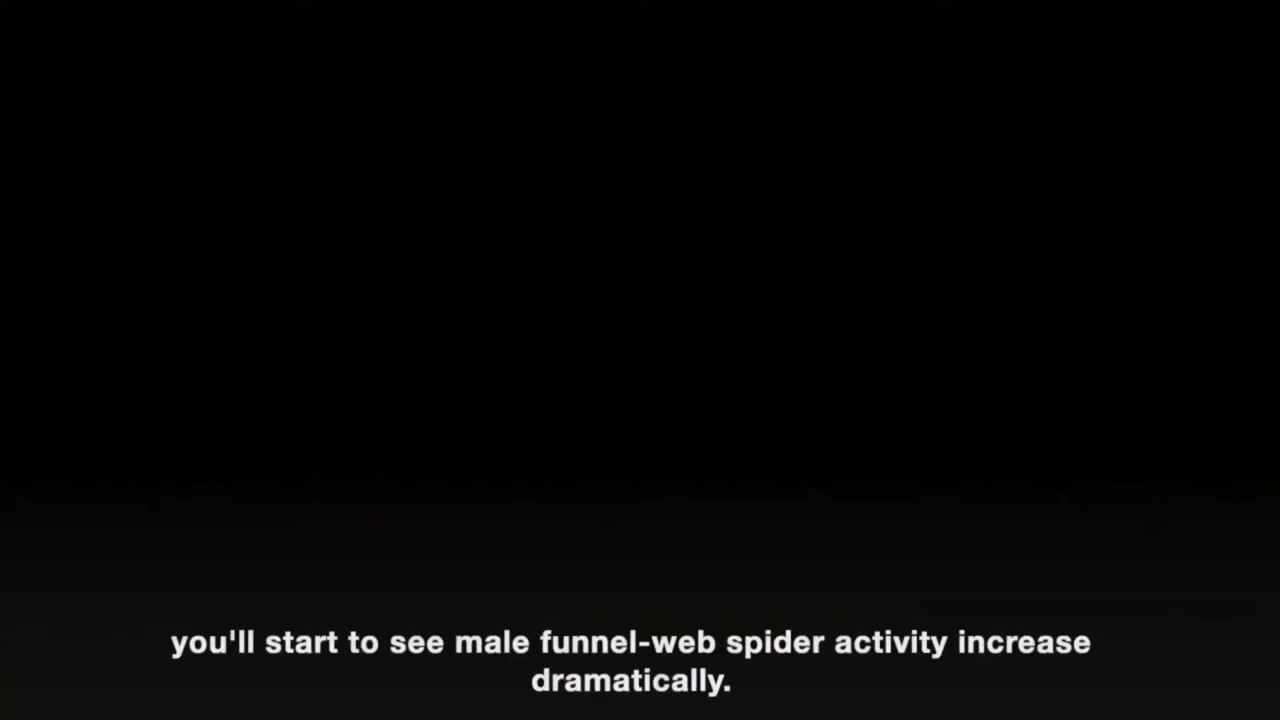 you'll start to see male funnel-web spider activity increase
dramatically.